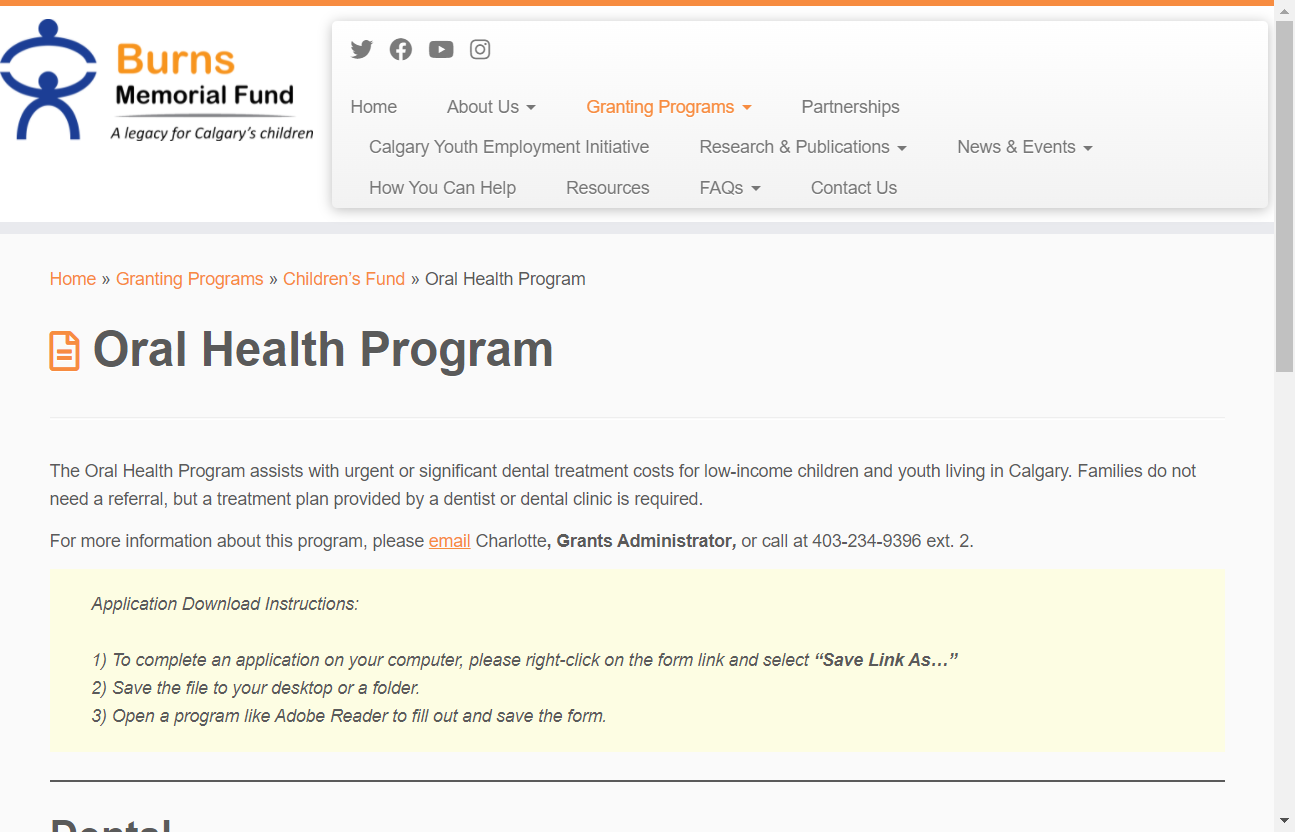 Burns
Memorial Fund
A legacy for Calgary's children
Home About Us Granting Programs Partnerships
Calgary Youth Employment Initiative Research & Publications News & Events
How You Can Help Resources FAQs Contact Us
Home » Granting Programs » Children’s Fund » Oral Health Program
Oral Health Program
The Oral Health Program assists with urgent or significant dental treatment costs for low-income children and youth living in Calgary. Families do not
need a referral, but a treatment plan provided by a dentist or dental clinic is required.
For more information about this program, please email Charlotte, Grants Administrator, or call at 403-234-9396 ext. 2.
Application Download Instructions:
1) To complete an application on your computer, please right-click on the form link and select “Save Link As…”
2) Save the file to your desktop or a folder.
3) Open a program like Adobe Reader to fill out and save the form.
Dental